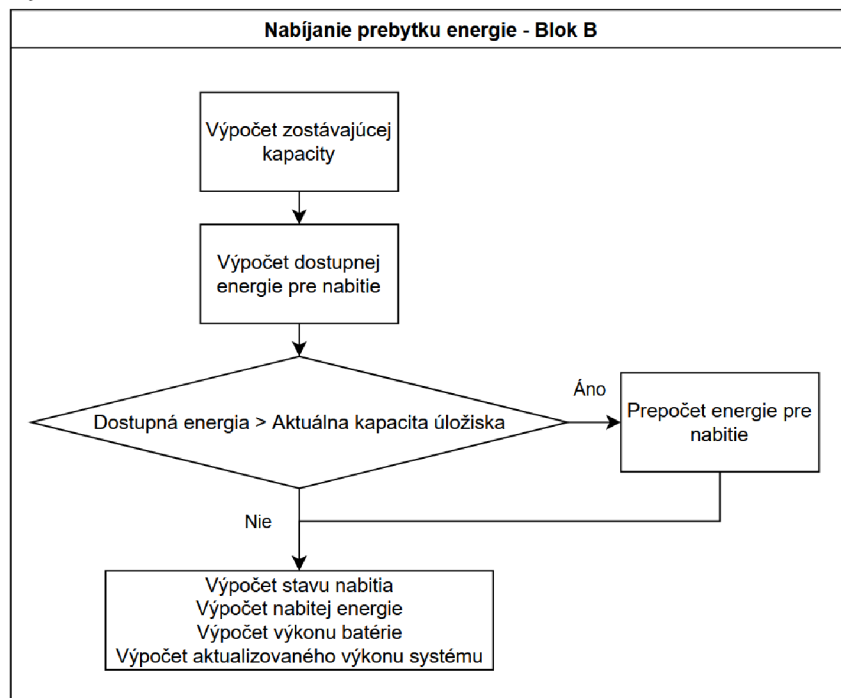 Nabíjanie prebytku energie - Blok B
Výpočet zostávajúcej
kapacity
Výpočet dostupnej
energie pre nabitie
Dostupná energia > Aktuálna kapacita úložiska
Áno
Prepočet energie pre
nabitie
Nie
Výpočet stavu nabitia
Výpočet nabitej energie
Výpočet výkonu batérie
Výpočet aktualizovaného výkonu systému